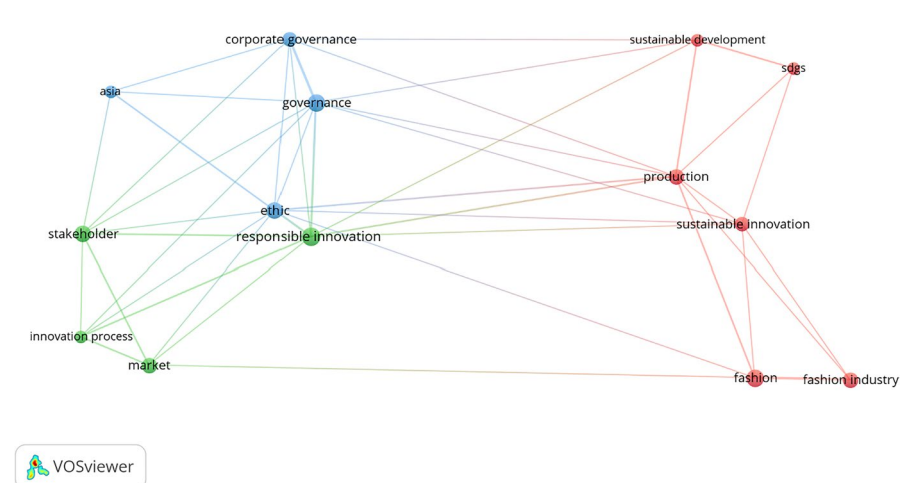 corporate governance
sustainable development
sdgs
asia
governance
production
ethic
sustainable innovation
stakeholder
responsible innovation
innovation process
market
fashion
fashion industry
VOSviewer